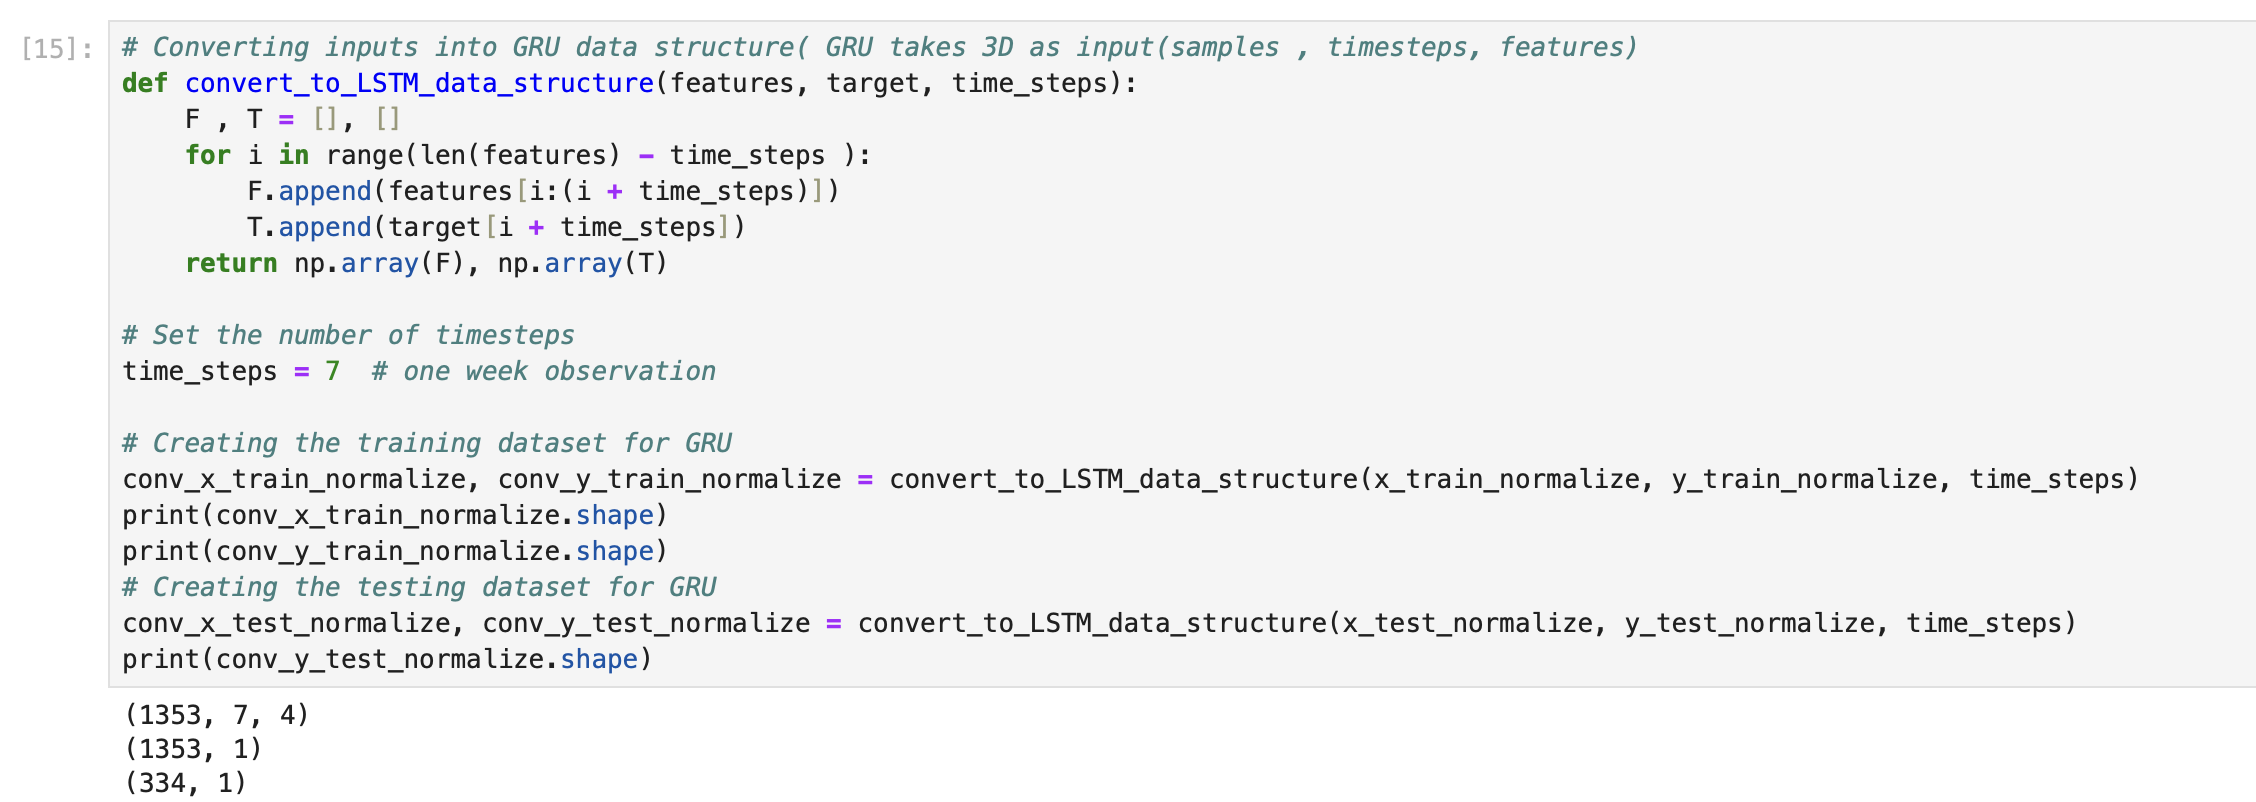 [15]:
# Converting inputs into GRU data structure( GRU takes 3D as input(samples , timesteps, features)
def convert_to_LSTM_data_structure(features, target, time_steps):
    F , T = [], []
    for i in range(len(features) - time_steps ):
        F.append(features[i:(i + time_steps)])
        T.append(target[i + time_steps])
    return np.array(F), np.array(T)

# Set the number of timesteps
time_steps = 7  # one week observation

# Creating the training dataset for GRU
conv_x_train_normalize, conv_y_train_normalize = convert_to_LSTM_data_structure(x_train_normalize, y_train_normalize, time_steps)
print(conv_x_train_normalize.shape)
print(conv_y_train_normalize.shape)
# Creating the testing dataset for GRU
conv_x_test_normalize, conv_y_test_normalize = convert_to_LSTM_data_structure(x_test_normalize, y_test_normalize, time_steps)
print(conv_y_test_normalize.shape)
(1353, 7, 4)
(1353, 1)
(334, 1)